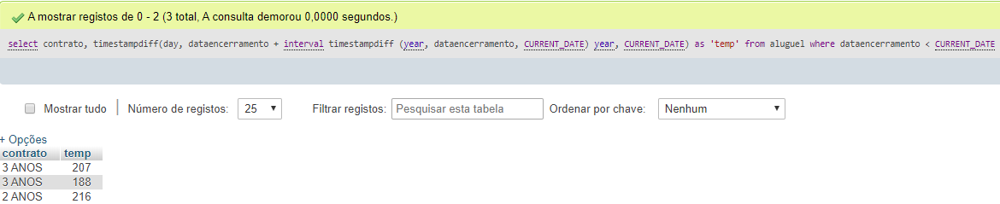 A mostrar registos de 0 - 2 (3 total, A consulta demorou 0,0000 segundos.)
select contrato, timestampdiff(day, dataencerramento + interval timestampdiff (year, dataencerramento, CURRENT_DATE) year, CURRENT_DATE) as 'temp' from aluguel where dataencerramento < CURRENT_DATE
Mostrar tudo | Número de registos: 25 Filtrar registos: Pesquisar esta tabela Ordenar por chave: Nenhum
+ Opções
contrato temp
3 ANOS 207
3 ANOS 188
2 ANOS 216